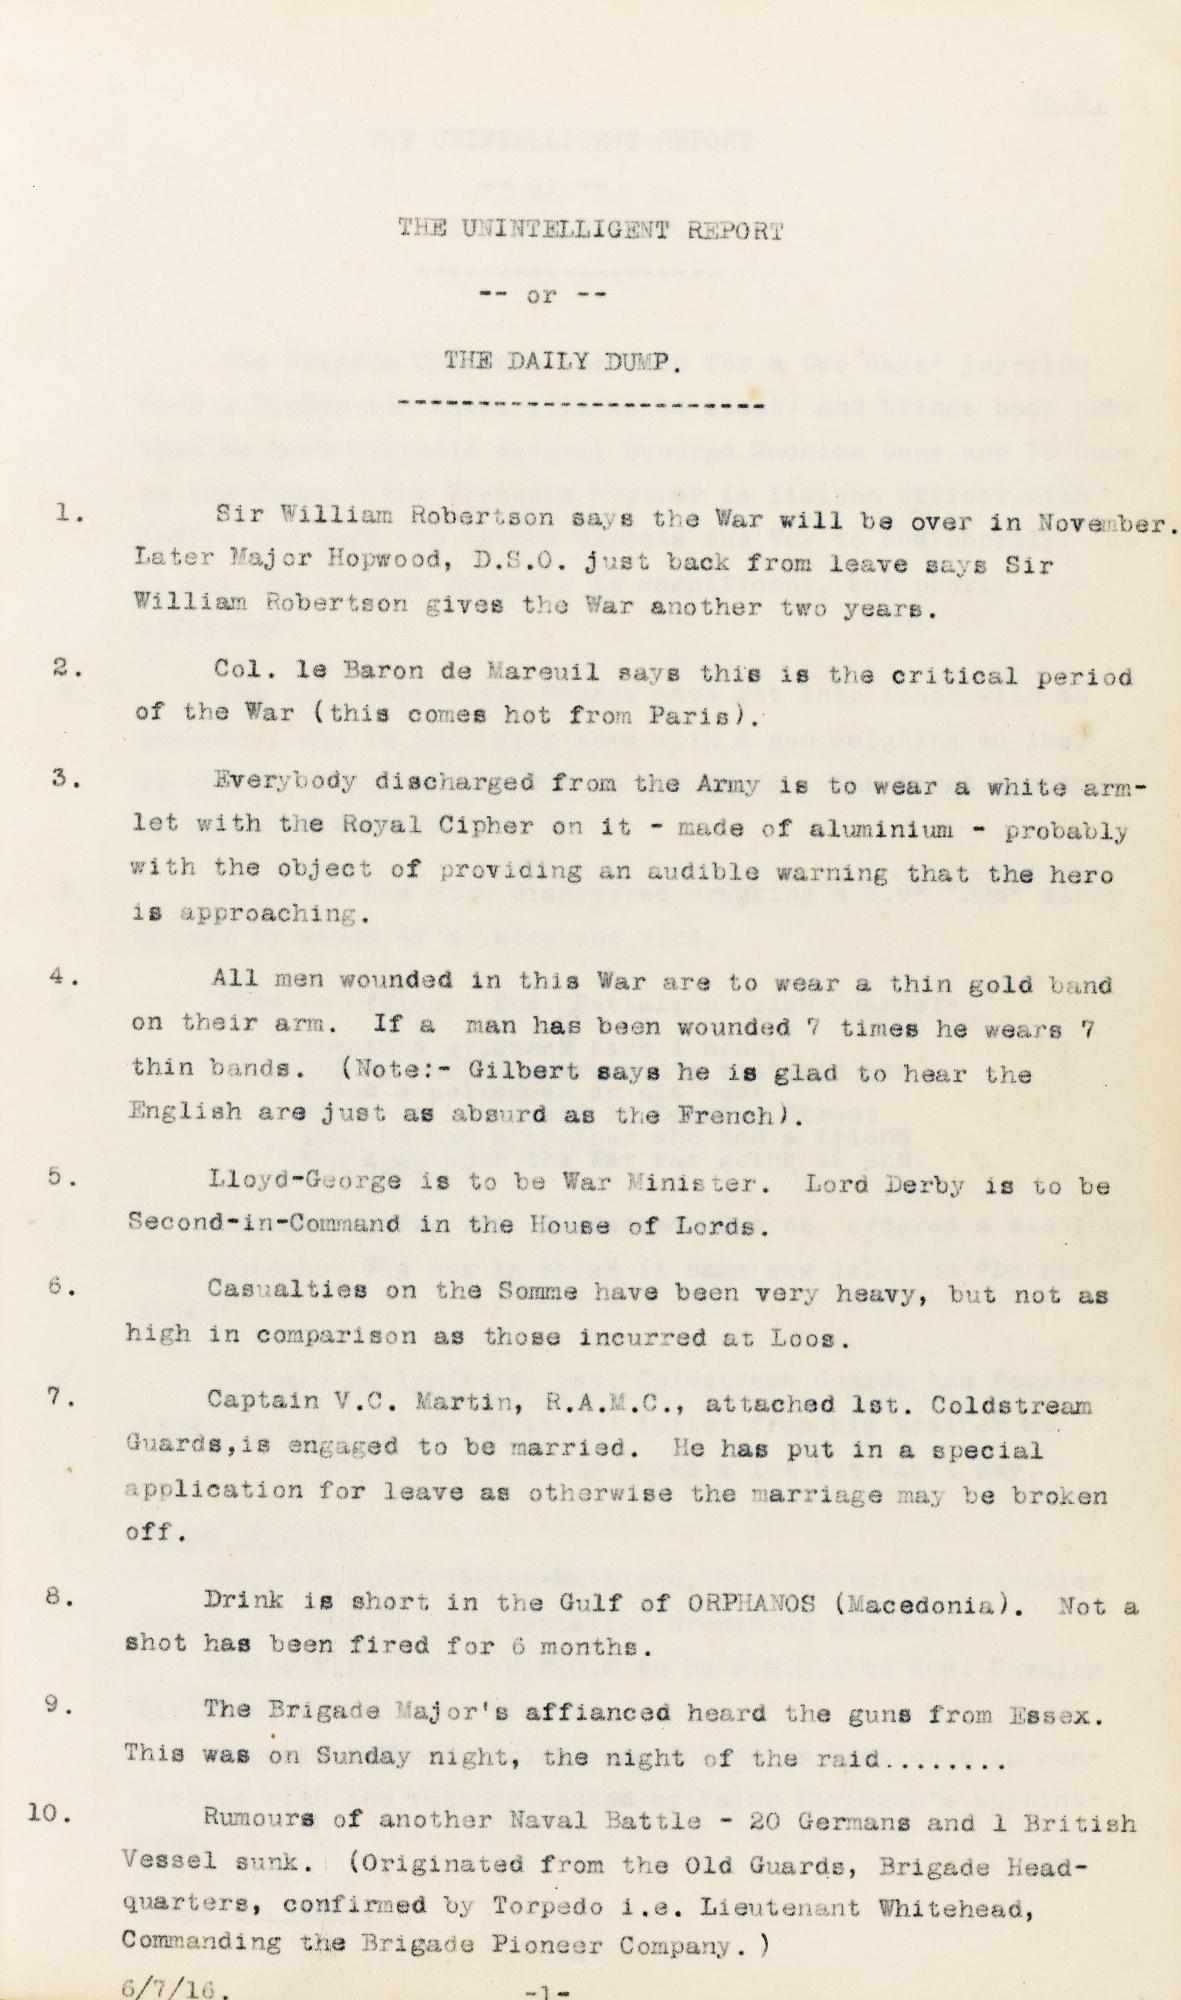 THE UNINTELLIGENT REPORT
-- or --
THE DAILY DUMP.
-----------------------
1. Sir William Robertson says the War will be over in November.
Later Major Hopwood, D.S.O. just back from leave says Sir
William Robertson gives the War another two years.
2. Col. le Baron de Mareuil says this is the critical period
of the War (this comes hot from Paris).
3. Everybody discharged from the Army is to wear a white arm-
let with the Royal Cipher on it - made of aluminium - probably
with the object of providing an audible warning that the hero
is approaching.
4. All men wounded in this War are to wear a thin gold band
on their arm. If a man has been wounded 7 times he wears 7
thin bands. (Note:- Gilbert says he is glad to hear the
English are just as absurd as the French).
5. Lloyd-George is to be War Minister. Lord Derby is to be
Second-in-Command in the House of Lords.
6. Casualties on the Somme have been very heavy, but not as
high in comparison as those incurred at Loos.
7. Captain V.C. Martin, R.A.M.C., attached 1st. Coldstream
Guards,is engaged to be married. He has put in a special
application for leave as otherwise the marriage may be broken
off.
8. Drink is short in the Gulf of ORPHANOS (Macedonia). Not a
shot has been fired for 6 months.
9. The Brigade Major's affianced heard the guns from Essex.
This was on Sunday night, the night of the raid........
10. Rumours of another Naval Battle - 20 Germans and 1 British
Vessel sunk. (Originated from the Old Guards, Brigade Head-
quarters, confirmed by Torpedo i.e. Lieutenant Whitehead,
Commanding the Brigade Pioneer Company. )
6/7/16. -1-